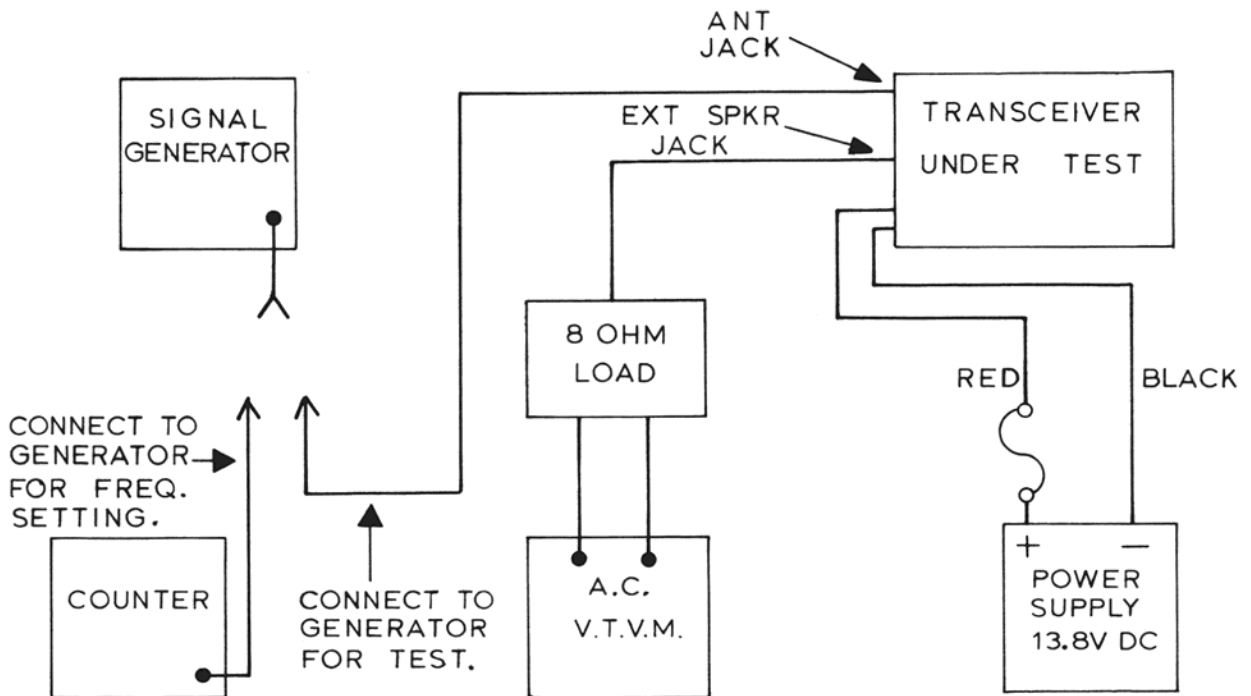 ANT
JACK
SIGNAL
GENERATOR
EXT SPKR
JACK
TRANSCEIVER
UNDER TEST
8 OHM
LOAD
RED
BLACK
CONNECT TO
GENERATOR
FOR FREQ.
SETTING.
COUNTER
CONNECT TO
GENERATOR
FOR TEST.
A.C.
V.T.V.M.
+ −
POWER
SUPPLY
13.8V DC